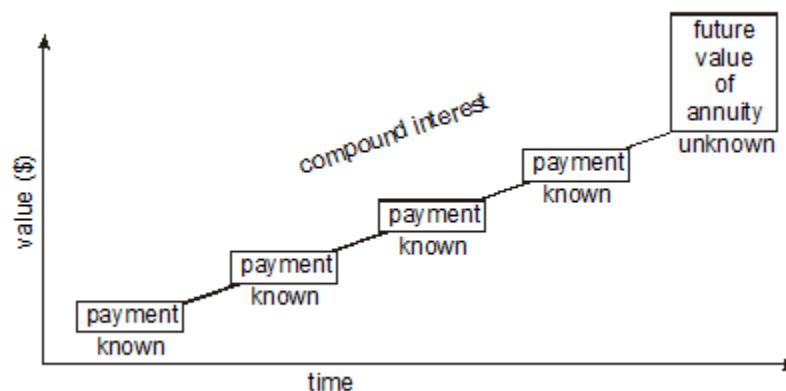 future
value
of
annuity
unknown
compound interest
payment
known
payment
known
payment
known
payment
known
value ($)
time